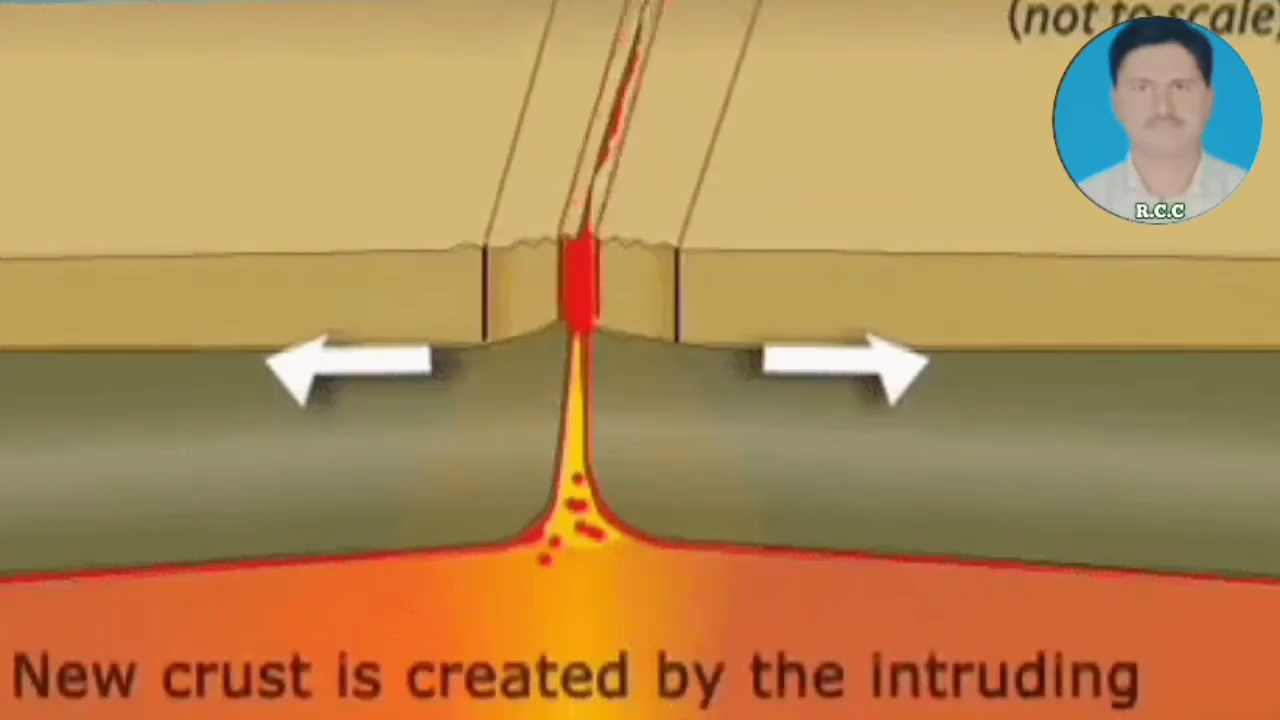 (not to scale)
R.C.C
New crust is created by the intruding